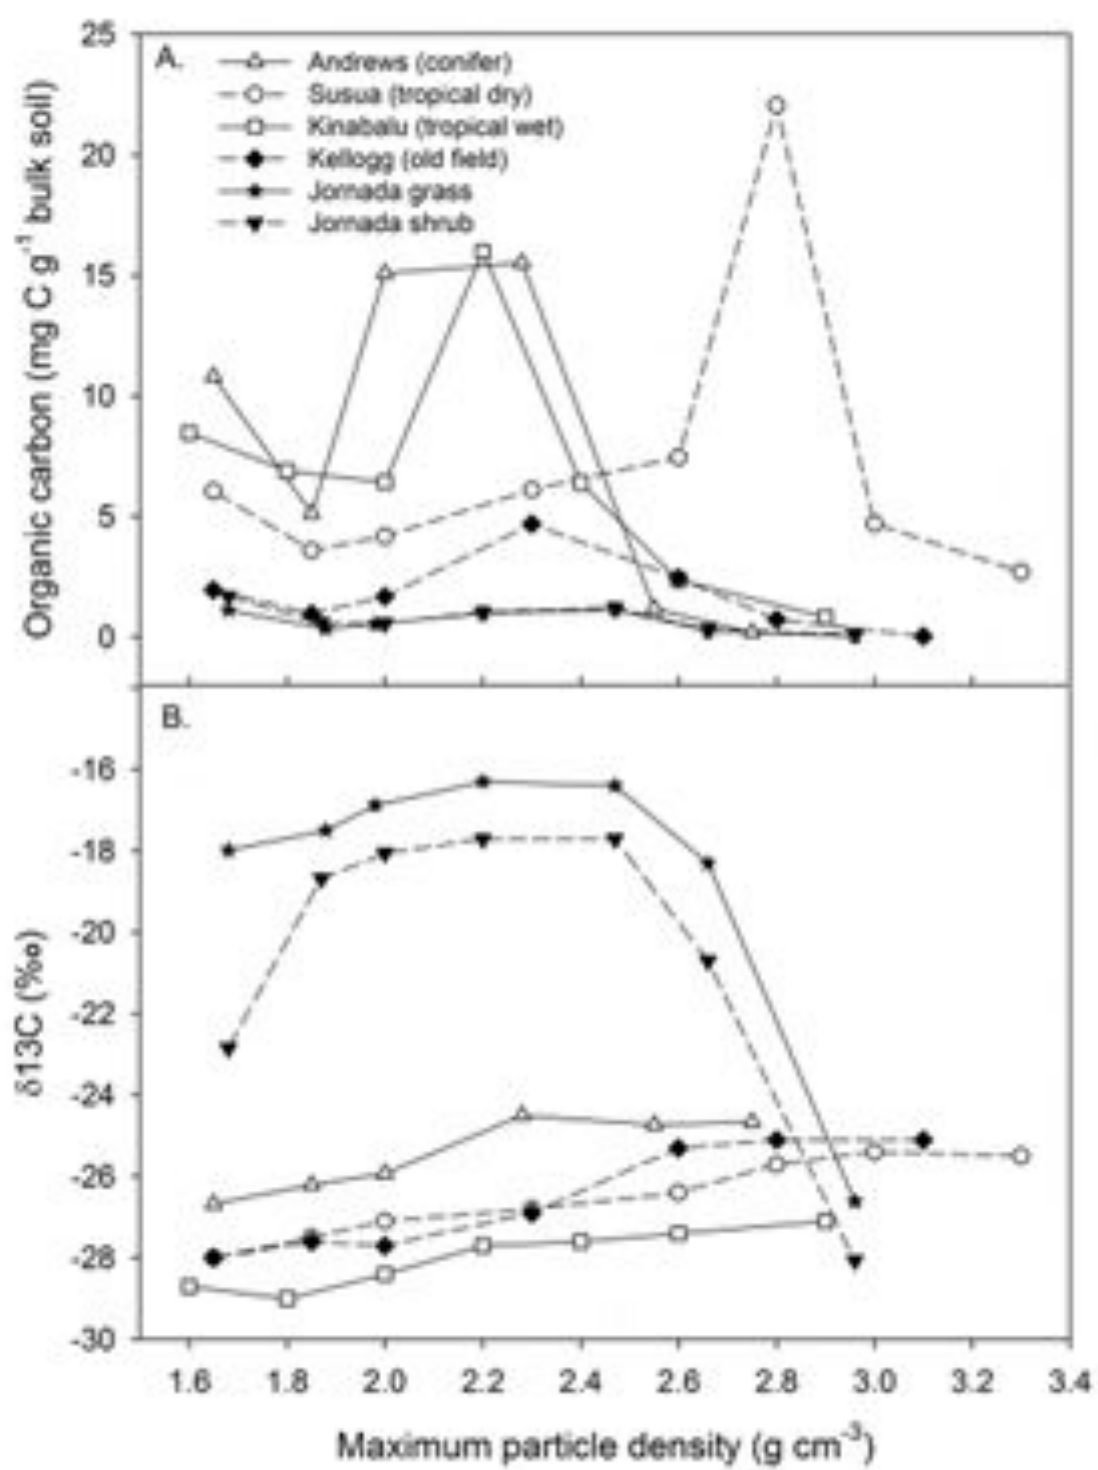 A.
Andrews (conifer)
Susua (tropical dry)
Kinabalu (tropical wet)
Kellogg (old field)
Jornada grass
Jornada shrub
25
20
15
10
5
0
Organic carbon (mg C g⁻¹ bulk soil)
B.
-16
-18
-20
-22
-24
-26
-28
-30
δ13C (‰)
1.6 1.8 2.0 2.2 2.4 2.6 2.8 3.0 3.2 3.4
Maximum particle density (g cm⁻³)